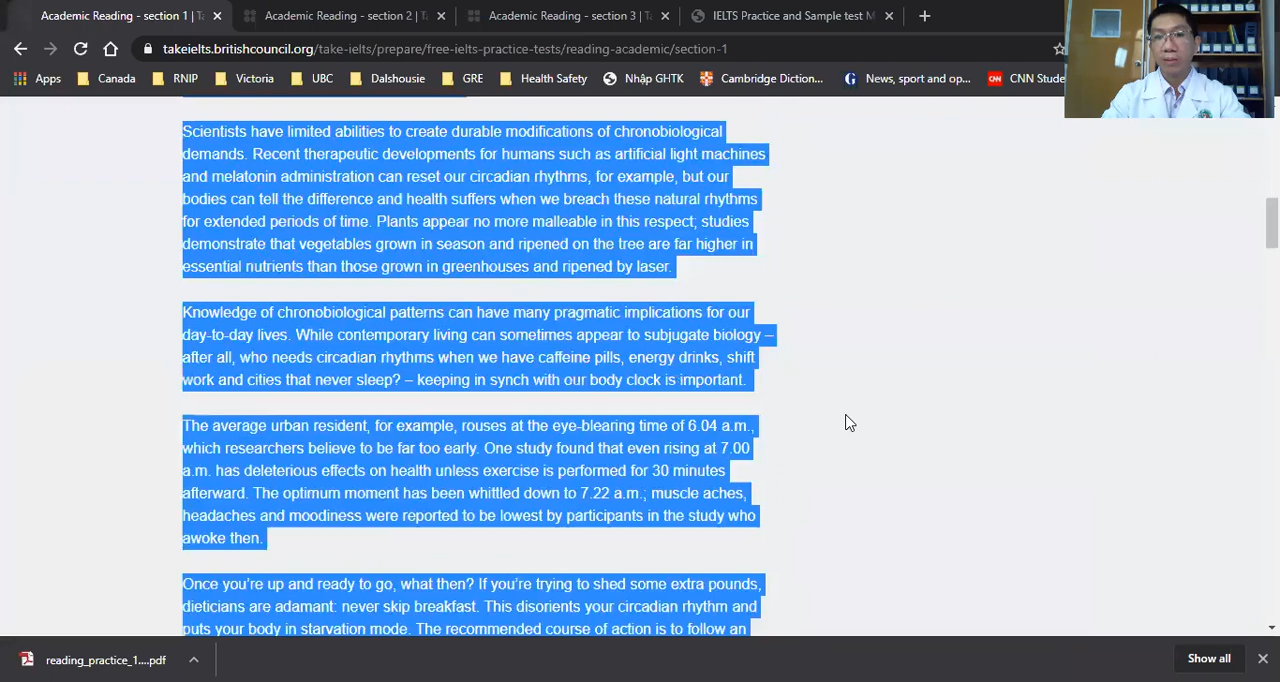 Academic Reading - section 1 | Ta
Academic Reading - section 2 | Ta
Academic Reading - section 3 | Ta
IELTS Practice and Sample test M
takeielts.britishcouncil.org/take-ielts/prepare/free-ielts-practice-tests/reading-academic/section-1
Apps Canada RNIP Victoria UBC Dalhousie GRE Health Safety Nhập GHTK Cambridge Diction... News, sport and op... CNN Stude
Scientists have limited abilities to create durable modifications of chronobiological
demands. Recent therapeutic developments for humans such as artificial light machines
and melatonin administration can reset our circadian rhythms, for example, but our
bodies can tell the difference and health suffers when we breach these natural rhythms
for extended periods of time. Plants appear no more malleable in this respect; studies
demonstrate that vegetables grown in season and ripened on the tree are far higher in
essential nutrients than those grown in greenhouses and ripened by laser.
Knowledge of chronobiological patterns can have many pragmatic implications for our
day-to-day lives. While contemporary living can sometimes appear to subjugate biology –
after all, who needs circadian rhythms when we have caffeine pills, energy drinks, shift
work and cities that never sleep? – keeping in synch with our body clock is important.
The average urban resident, for example, rouses at the eye-blearing time of 6.04 a.m.,
which researchers believe to be far too early. One study found that even rising at 7.00
a.m. has deleterious effects on health unless exercise is performed for 30 minutes
afterward. The optimum moment has been whittled down to 7.22 a.m.; muscle aches,
headaches and moodiness were reported to be lowest by participants in the study who
awoke then.
Once you're up and ready to go, what then? If you're trying to shed some extra pounds,
dieticians are adamant: never skip breakfast. This disorients your circadian rhythm and
puts your body in starvation mode. The recommended course of action is to follow an
reading_practice_1....pdf
Show all